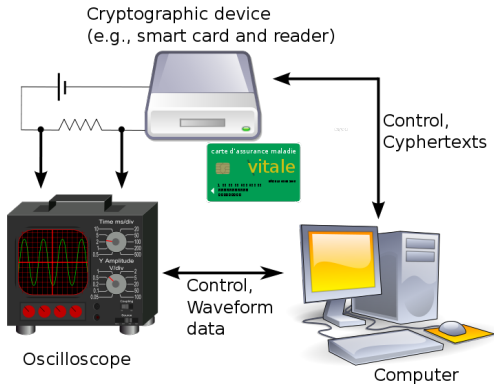 Cryptographic device
(e.g., smart card and reader)
Control,
Cyphertexts
carte d'assurance maladie
vitale
Time ms/div
Y Amplitude
V/div
Control,
Waveform
data
Oscilloscope
Computer